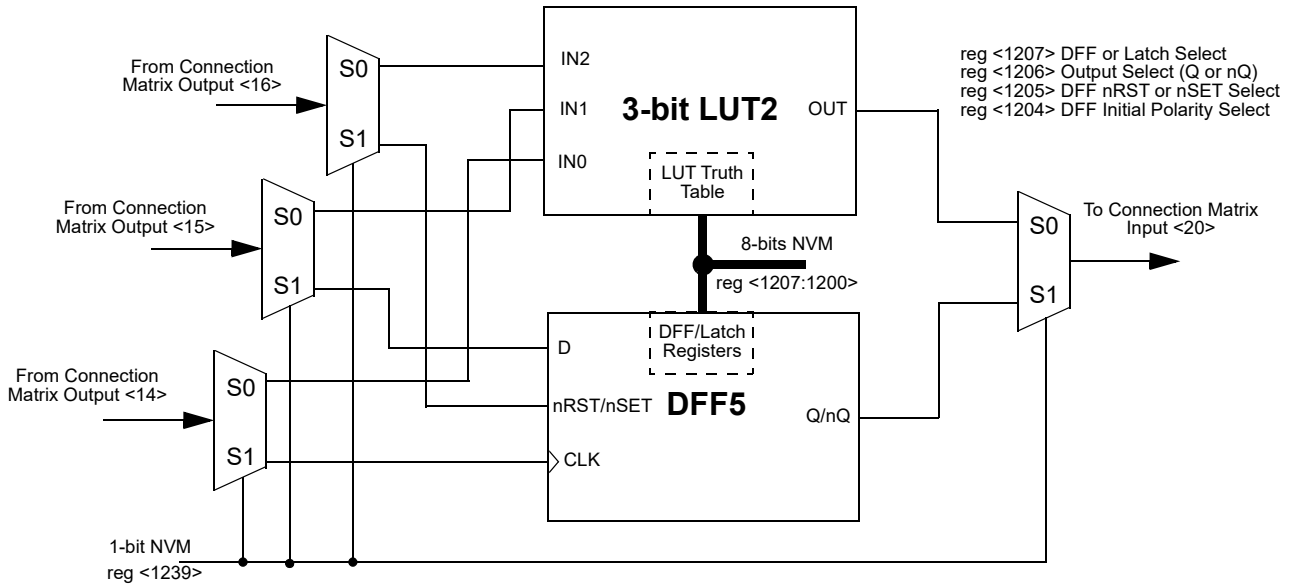 From Connection
Matrix Output <16>
S0
S1
From Connection
Matrix Output <15>
S0
S1
From Connection
Matrix Output <14>
S0
S1
1-bit NVM
reg <1239>
IN2
IN1
IN0
3-bit LUT2
OUT
LUT Truth
Table
8-bits NVM
reg <1207:1200>
DFF/Latch
Registers
D
nRST/nSET
DFF5
CLK
Q/nQ
reg <1207> DFF or Latch Select
reg <1206> Output Select (Q or nQ)
reg <1205> DFF nRST or nSET Select
reg <1204> DFF Initial Polarity Select
S0
S1
To Connection Matrix
Input <20>